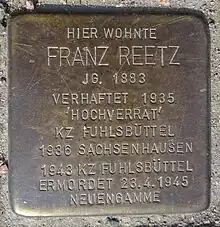 HIER WOHNTE
FRANZ REETZ
JG. 1883
VERHAFTET 1935
'HOCHVERRAT'
KZ FUHLSBÜTTEL
1936 SACHSENHAUSEN
1943 KZ FUHLSBÜTTEL
ERMORDET 23.4.1945
NEUENGAMME